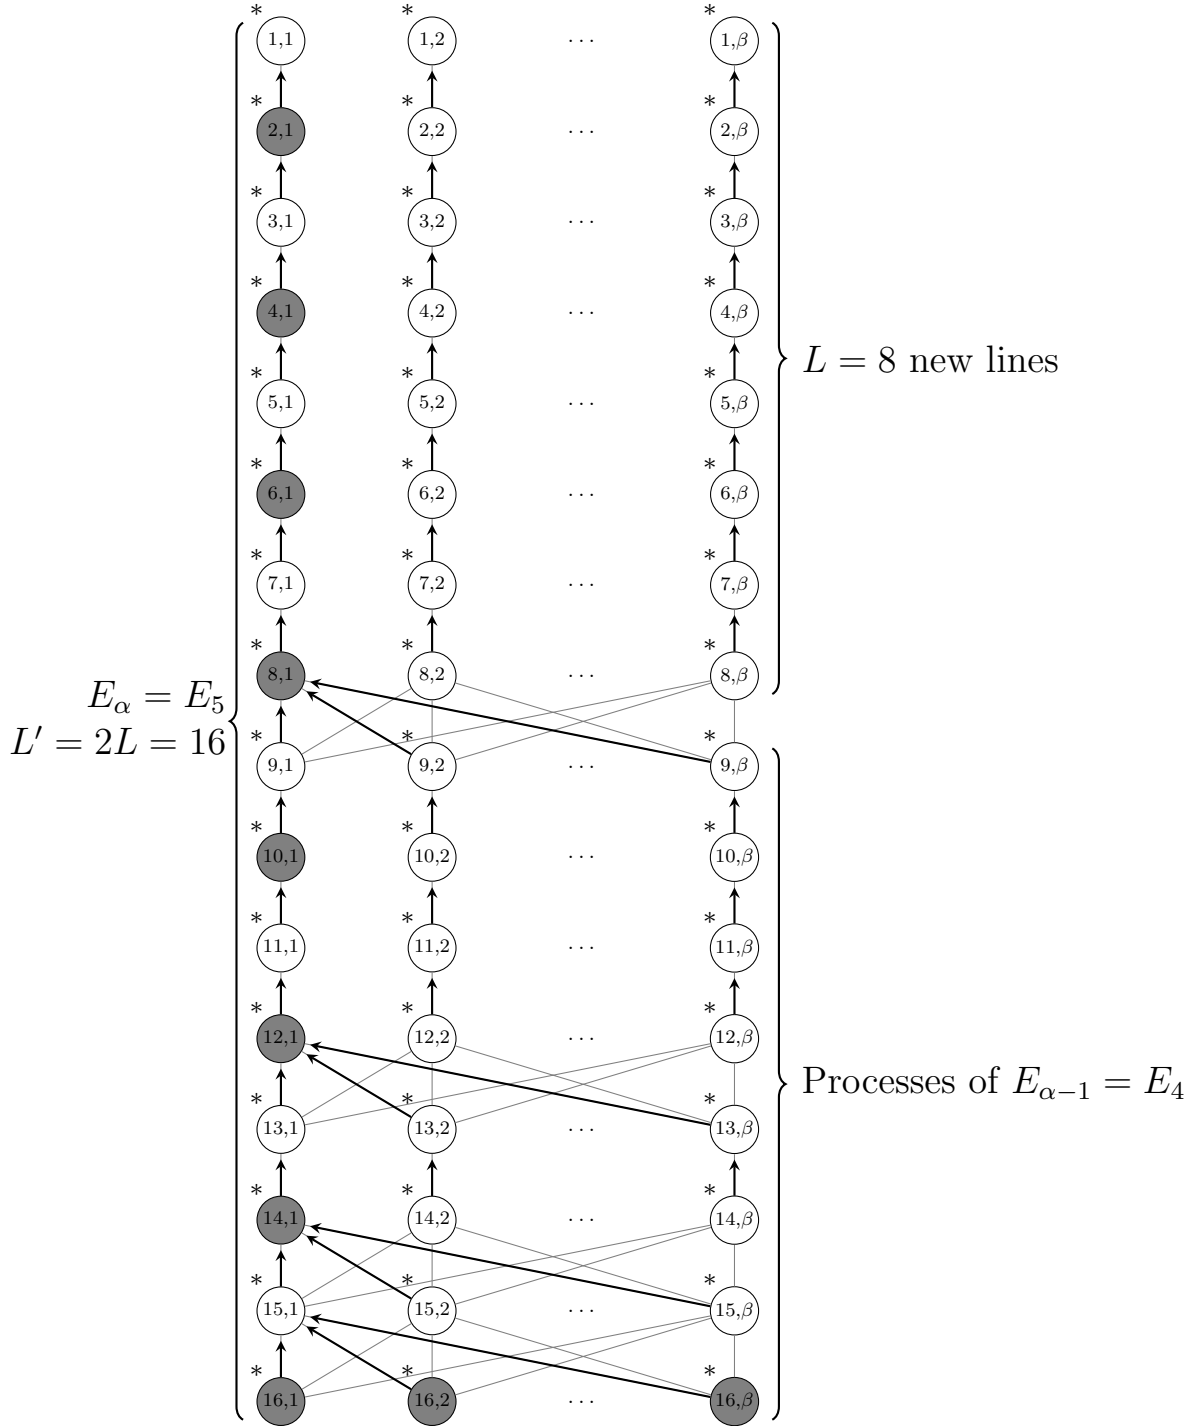 * * *
1,1 1,2 ··· 1,β
* * *
2,1 2,2 ··· 2,β
* * *
3,1 3,2 ··· 3,β
* * *
4,1 4,2 ··· 4,β
L = 8 new lines
* * *
5,1 5,2 ··· 5,β
* * *
6,1 6,2 ··· 6,β
* * *
7,1 7,2 ··· 7,β
* * *
8,1 8,2 ··· 8,β
E_α = E_5
L′ = 2L = 16
* * *
9,1 9,2 ··· 9,β
* * *
10,1 10,2 ··· 10,β
* * *
11,1 11,2 ··· 11,β
* * *
12,1 12,2 ··· 12,β
Processes of E_{α−1} = E_4
* * *
13,1 13,2 ··· 13,β
* * *
14,1 14,2 ··· 14,β
* * *
15,1 15,2 ··· 15,β
* * *
16,1 16,2 ··· 16,β